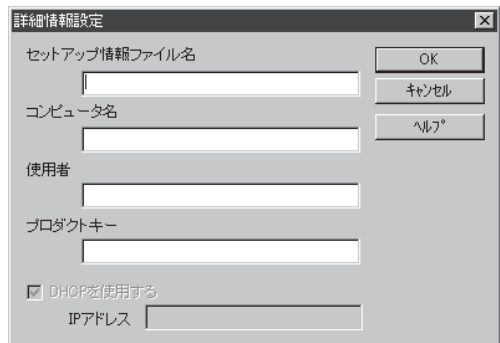 詳細情報設定
セットアップ情報ファイル名
OK
キャンセル
コンピュータ名
ヘルプ
使用者
プロダクトキー
DHCPを使用する
IPアドレス